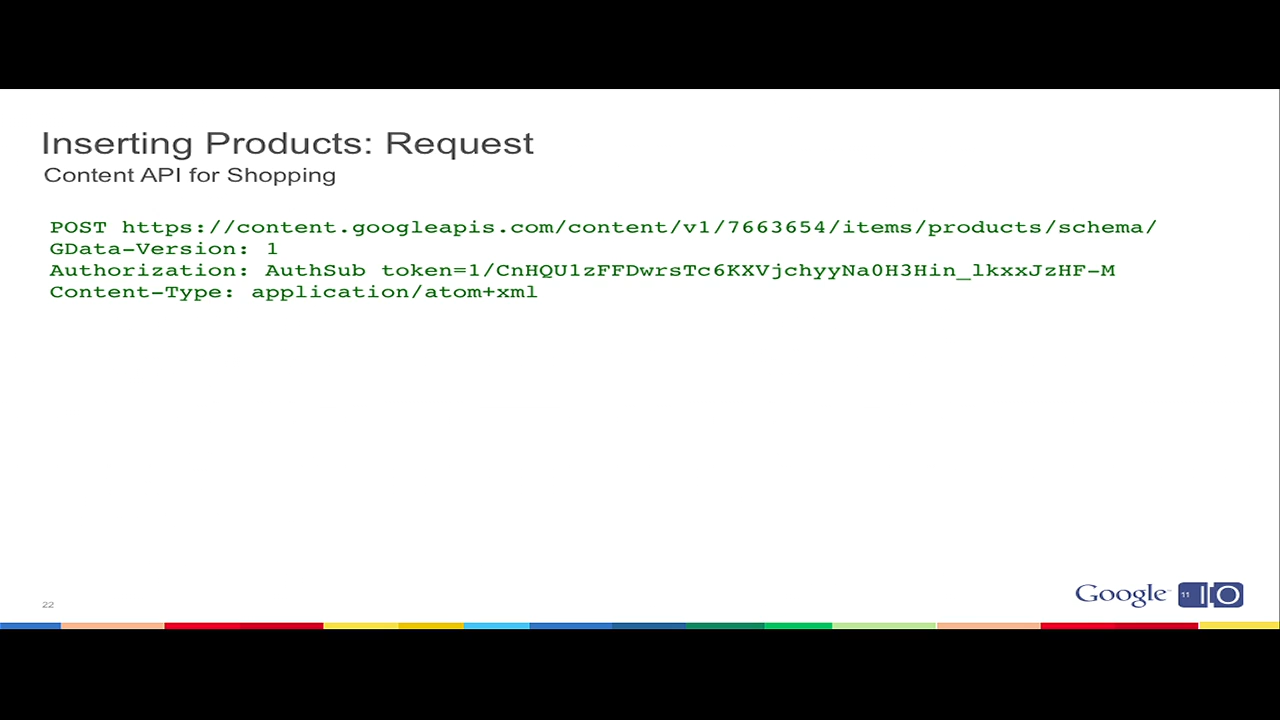 Inserting Products: Request
Content API for Shopping
POST https://content.googleapis.com/content/v1/7663654/items/products/schema/
GData-Version: 1
Authorization: AuthSub token=1/CnHQU1zFFDwrsTc6KXVjchyyNa0H3Hin_lkxxJzHF-M
Content-Type: application/atom+xml
22
Google 11 IO